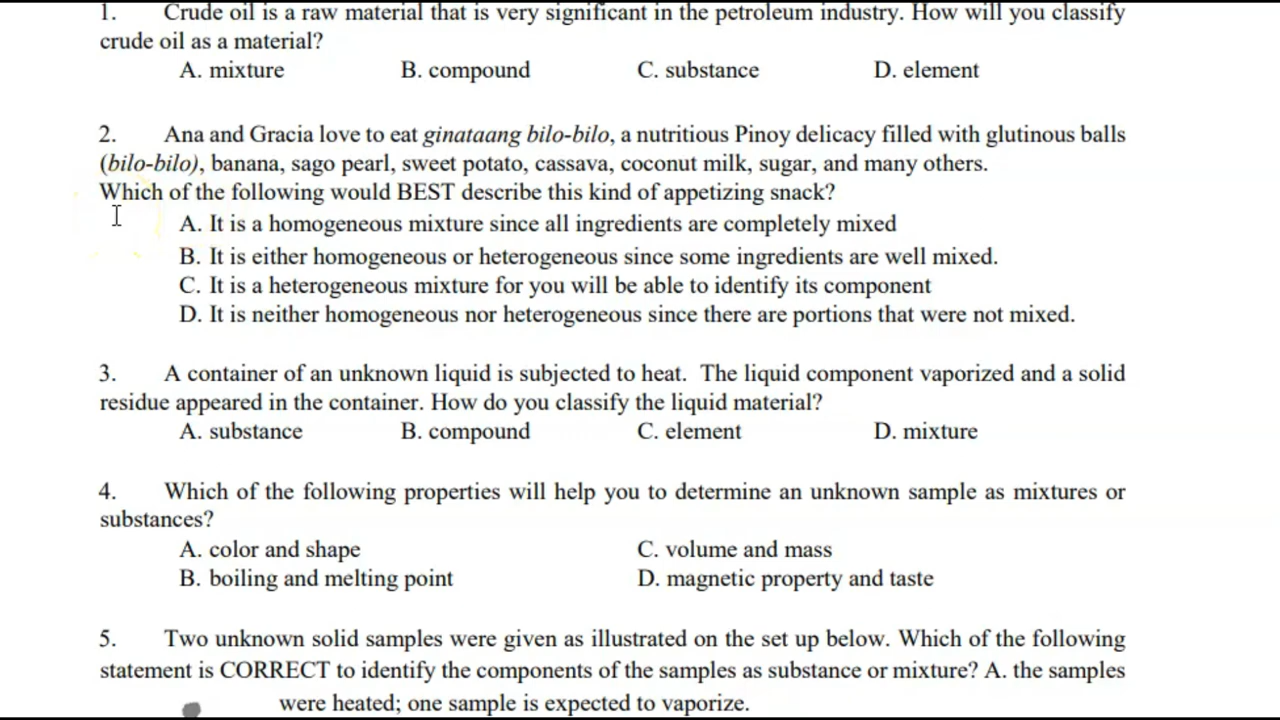 1. Crude oil is a raw material that is very significant in the petroleum industry. How will you classify
crude oil as a material?
A. mixture B. compound C. substance D. element
2. Ana and Gracia love to eat ginataang bilo-bilo, a nutritious Pinoy delicacy filled with glutinous balls
(bilo-bilo), banana, sago pearl, sweet potato, cassava, coconut milk, sugar, and many others.
Which of the following would BEST describe this kind of appetizing snack?
A. It is a homogeneous mixture since all ingredients are completely mixed
B. It is either homogeneous or heterogeneous since some ingredients are well mixed.
C. It is a heterogeneous mixture for you will be able to identify its component
D. It is neither homogeneous nor heterogeneous since there are portions that were not mixed.
3. A container of an unknown liquid is subjected to heat. The liquid component vaporized and a solid
residue appeared in the container. How do you classify the liquid material?
A. substance B. compound C. element D. mixture
4. Which of the following properties will help you to determine an unknown sample as mixtures or
substances?
A. color and shape C. volume and mass
B. boiling and melting point D. magnetic property and taste
5. Two unknown solid samples were given as illustrated on the set up below. Which of the following
statement is CORRECT to identify the components of the samples as substance or mixture? A. the samples
were heated; one sample is expected to vaporize.